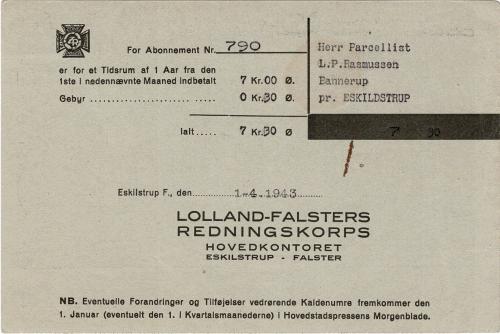 For Abonnement Nr. 790
er for et Tidsrum af 1 Aar fra den
1ste i nedennævnte Maaned indbetalt 7 Kr. 00 Ø.
Gebyr 0 Kr. 30 Ø.
Ialt. 7 Kr. 30 Ø
Herr Parcellist
L.P.Rasmussen
Bannerup
pr. ESKILDSTRUP
7 30
Eskilstrup F., den 1-4.1943
LOLLAND-FALSTERS
REDNINGSKORPS
HOVEDKONTORET
ESKILSTRUP - FALSTER
NB. Eventuelle Forandringer og Tilføjelser vedrørende Kaldenumre fremkommer den
1. Januar (eventuelt den 1. i Kvartalsmaanederne) i Hovedstadspressens Morgenblade.